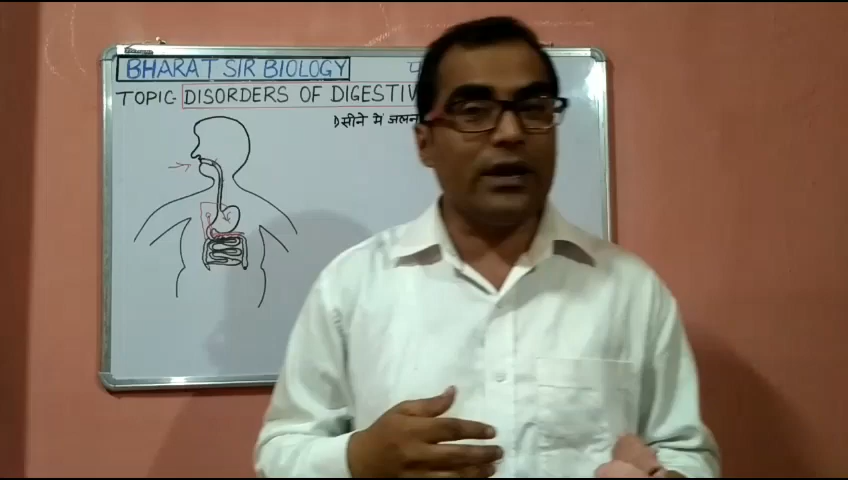 BHARAT SIR BIOLOGY
TOPIC- DISORDERS OF DIGESTIV
1) सीने में जलन